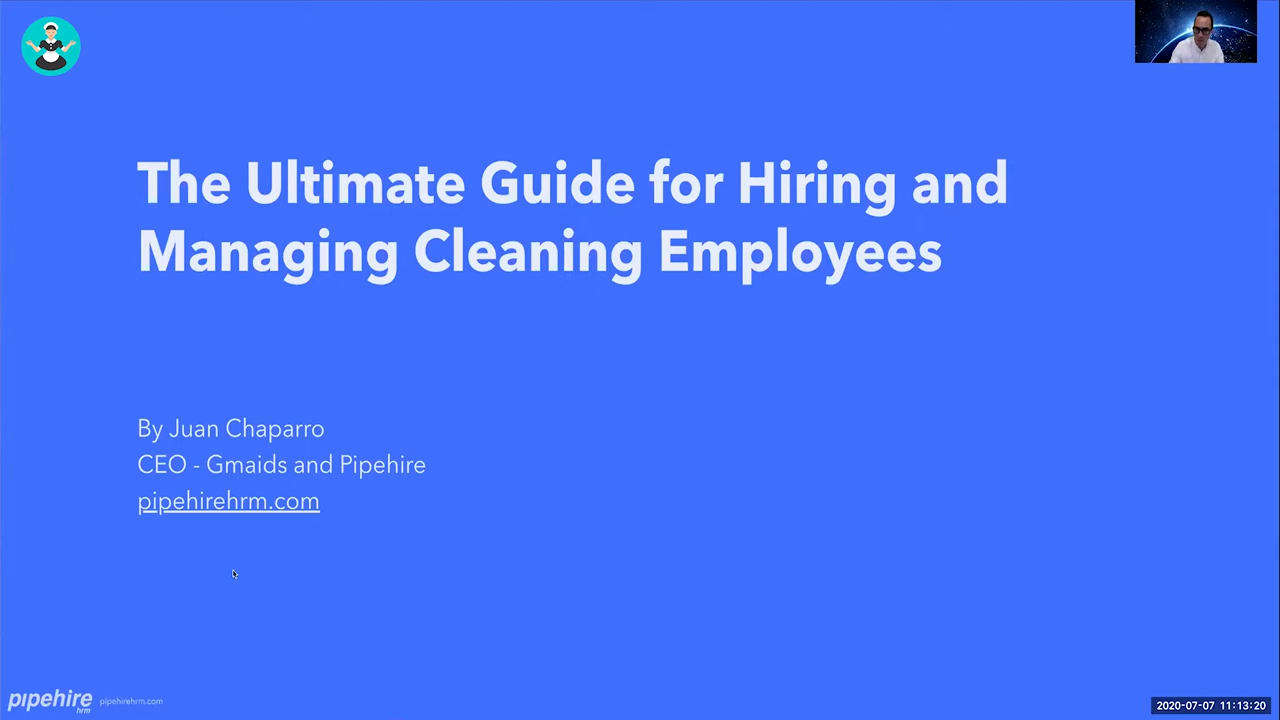 The Ultimate Guide for Hiring and
Managing Cleaning Employees
By Juan Chaparro
CEO - Gmaids and Pipehire
pipehirehrm.com
pipehire
hrm
pipehirehrm.com
2020-07-07 11:13:20